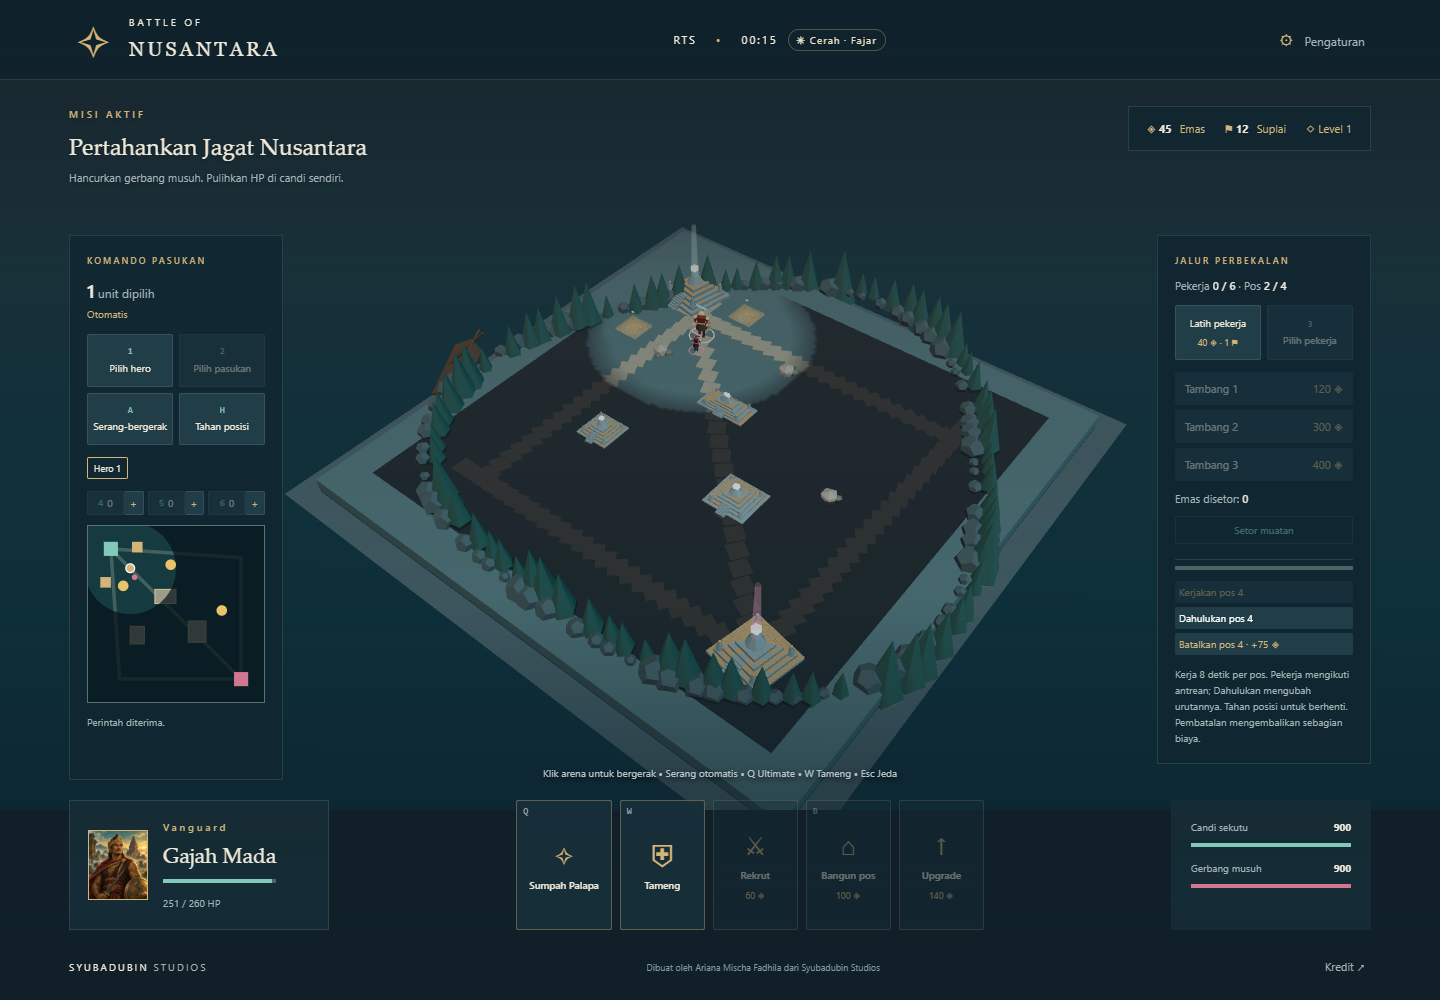 BATTLE OF
NUSANTARA
RTS • 00:15 Cerah · Fajar
Pengaturan
MISI AKTIF
Pertahankan Jagat Nusantara
Hancurkan gerbang musuh. Pulihkan HP di candi sendiri.
45 Emas 12 Suplai Level 1
KOMANDO PASUKAN
1 unit dipilih
Otomatis
1
Pilih hero
2
Pilih pasukan
A
Serang-bergerak
H
Tahan posisi
Hero 1
4 0 + 5 0 + 6 0 +
Perintah diterima.
JALUR PERBEKALAN
Pekerja 0 / 6 · Pos 2 / 4
Latih pekerja
40 ◈ · 1 ⚑
3
Pilih pekerja
Tambang 1 120 ◈
Tambang 2 300 ◈
Tambang 3 400 ◈
Emas disetor: 0
Setor muatan
Kerjakan pos 4
Dahulukan pos 4
Batalkan pos 4 · +75 ◈
Kerja 8 detik per pos. Pekerja mengikuti
antrean; Dahulukan mengubah
urutannya. Tahan posisi untuk berhenti.
Pembatalan mengembalikan sebagian
biaya.
Klik arena untuk bergerak • Serang otomatis • Q Ultimate • W Tameng • Esc Jeda
Vanguard
Gajah Mada
251 / 260 HP
Q
Sumpah Palapa
W
Tameng
Rekrut
60 ◈
B
Bangun pos
100 ◈
Upgrade
140 ◈
Candi sekutu 900
Gerbang musuh 900
SYUBADUBIN STUDIOS
Dibuat oleh Ariana Mischa Fadhila dari Syubadubin Studios
Kredit ↗